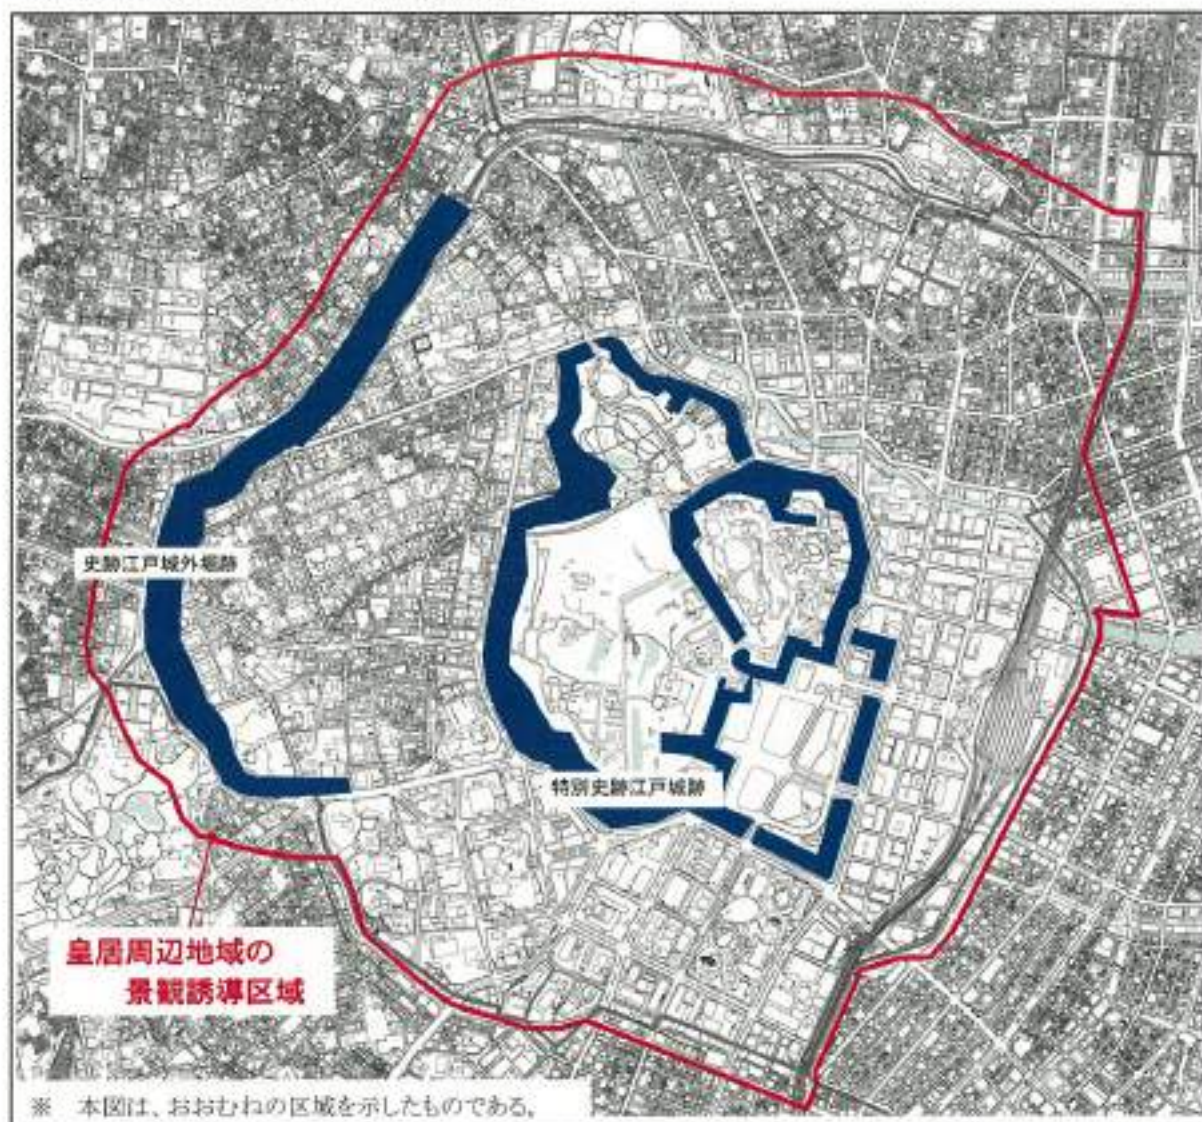 史跡江戸城外堀跡
特別史跡江戸城跡
皇居周辺地域の
景観誘導区域
※ 本図は、おおむねの区域を示したものである。